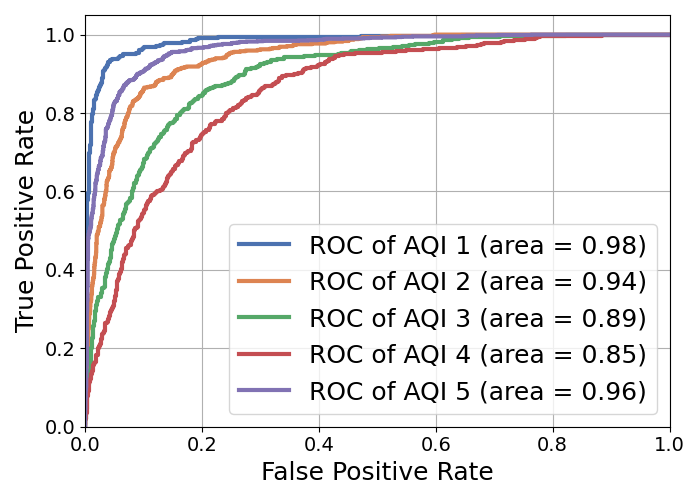 True Positive Rate
1.0
0.8
0.6
0.4
0.2
0.0
ROC of AQI 1 (area = 0.98)
ROC of AQI 2 (area = 0.94)
ROC of AQI 3 (area = 0.89)
ROC of AQI 4 (area = 0.85)
ROC of AQI 5 (area = 0.96)
0.0 0.2 0.4 0.6 0.8 1.0
False Positive Rate